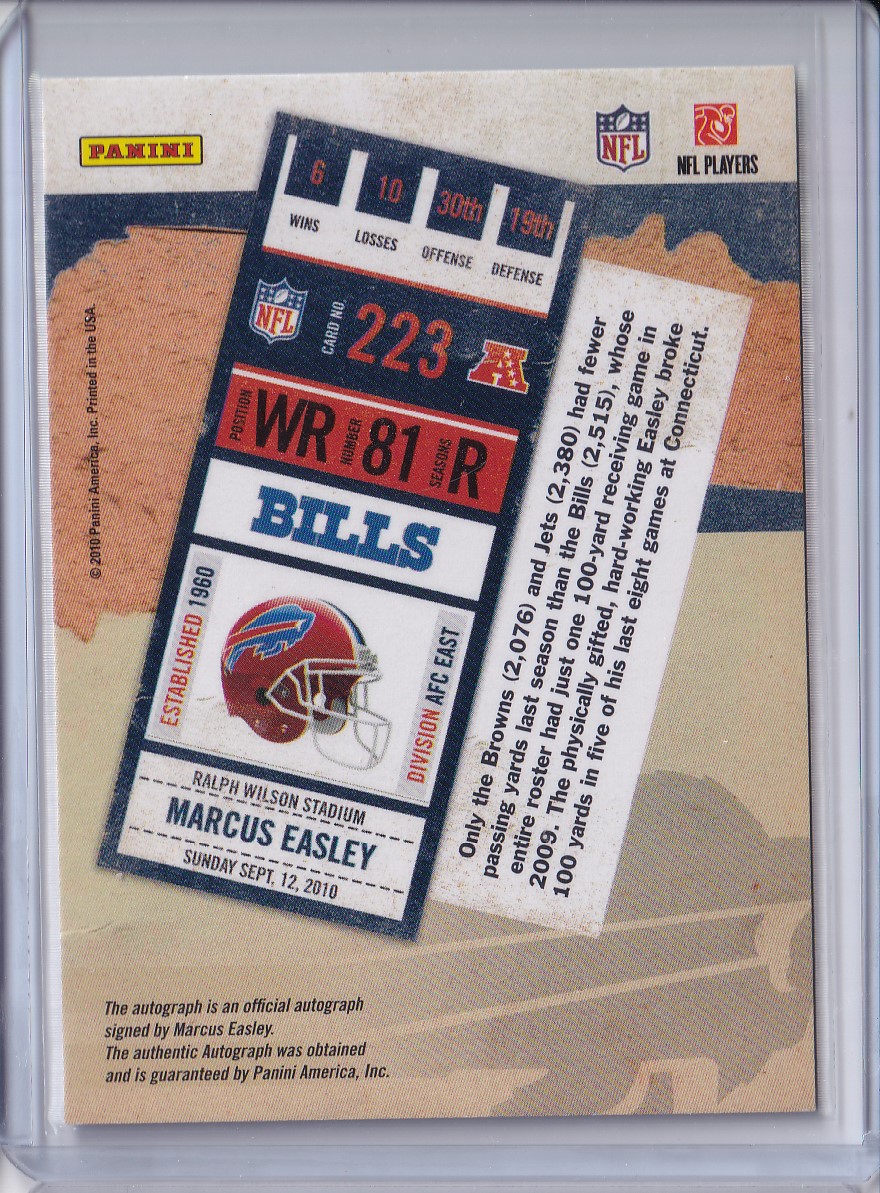 PANINI
NFL
NFL PLAYERS
6 10 30th 19th
WINS LOSSES OFFENSE DEFENSE
NFL
CARD NO. 223 A
POSITION WR NUMBER 81 SEASONS R
BILLS
ESTABLISHED 1960
DIVISION AFC EAST
RALPH WILSON STADIUM
MARCUS EASLEY
SUNDAY SEPT. 12, 2010
Only the Browns (2,076) and Jets (2,380) had fewer
passing yards last season than the Bills (2,515), whose
entire roster had just one 100-yard receiving game in
2009. The physically gifted, hard-working Easley broke
100 yards in five of his last eight games at Connecticut.
© 2010 Panini America, Inc. Printed in the USA.
The autograph is an official autograph
signed by Marcus Easley.
The authentic Autograph was obtained
and is guaranteed by Panini America, Inc.